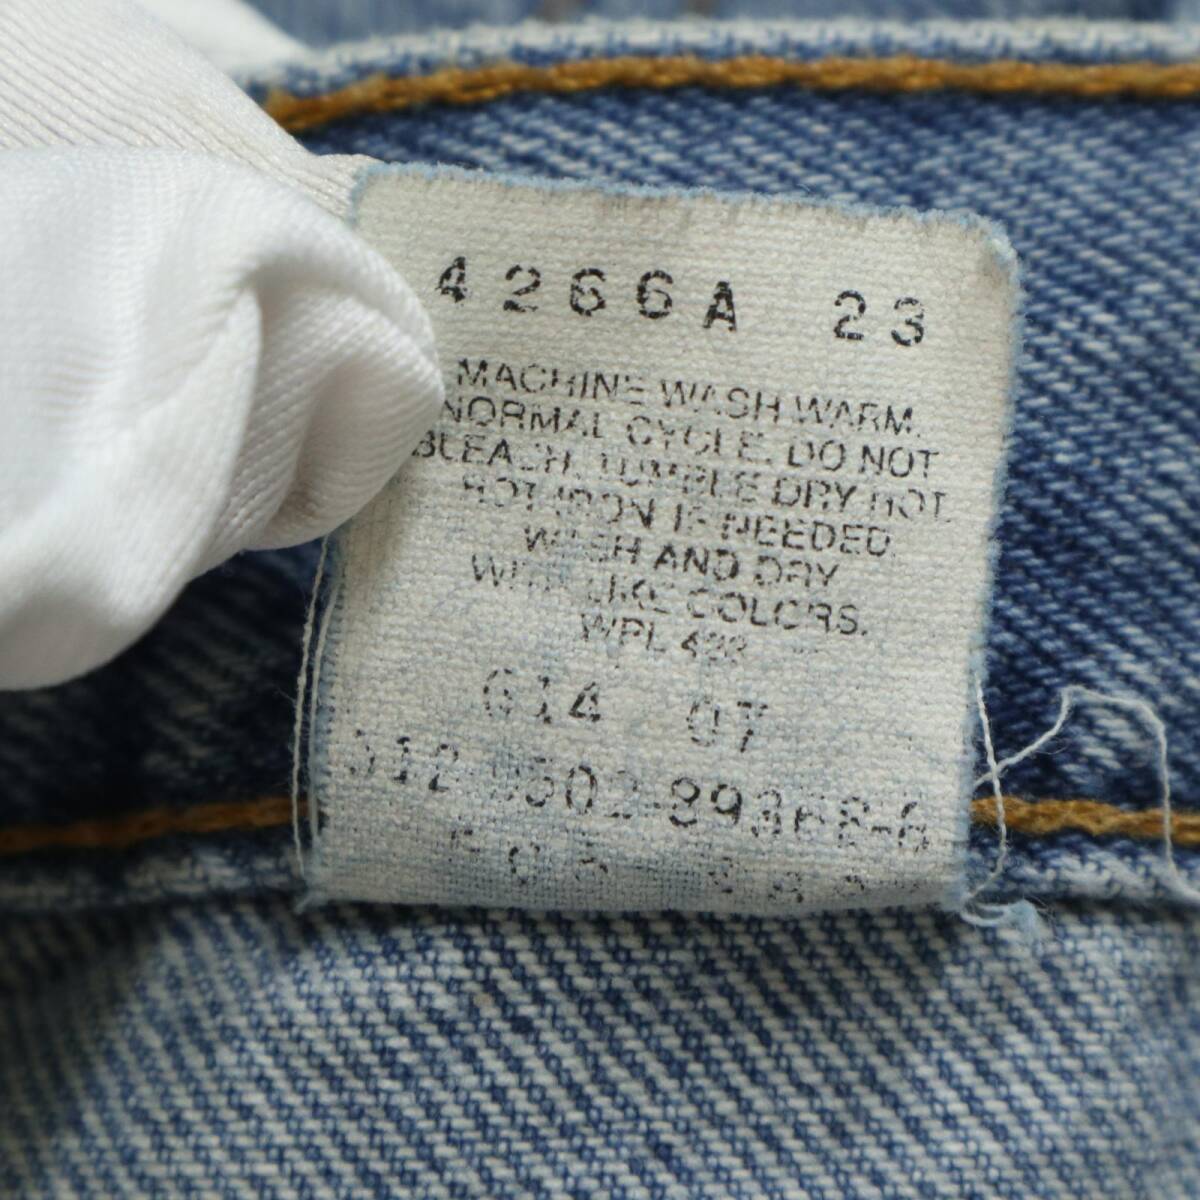 4266A 23
MACHINE WASH WARM.
NORMAL CYCLE. DO NOT
BLEACH. TUMBLE DRY HOT
HOT IRON IF NEEDED.
WASH AND DRY
WITH LIKE COLORS.
WPL 423
614 07